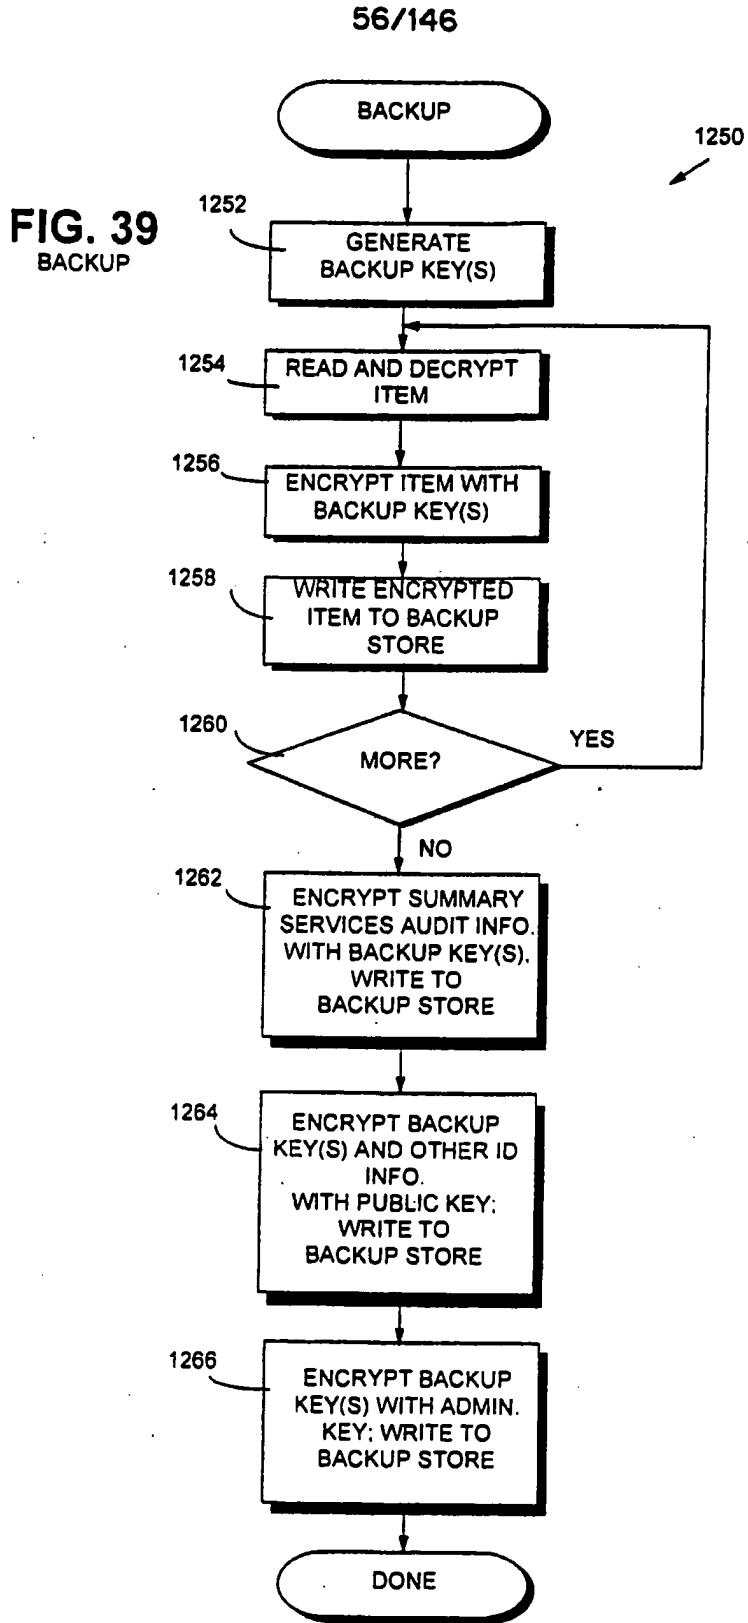 56/146
BACKUP
1250
FIG. 39
BACKUP
1252
GENERATE
BACKUP KEY(S)
1254
READ AND DECRYPT
ITEM
1256
ENCRYPT ITEM WITH
BACKUP KEY(S)
1258
WRITE ENCRYPTED
ITEM TO BACKUP
STORE
1260
MORE?
YES
NO
1262
ENCRYPT SUMMARY
SERVICES AUDIT INFO.
WITH BACKUP KEY(S).
WRITE TO
BACKUP STORE
1264
ENCRYPT BACKUP
KEY(S) AND OTHER ID
INFO.
WITH PUBLIC KEY;
WRITE TO
BACKUP STORE
1266
ENCRYPT BACKUP
KEY(S) WITH ADMIN.
KEY; WRITE TO
BACKUP STORE
DONE